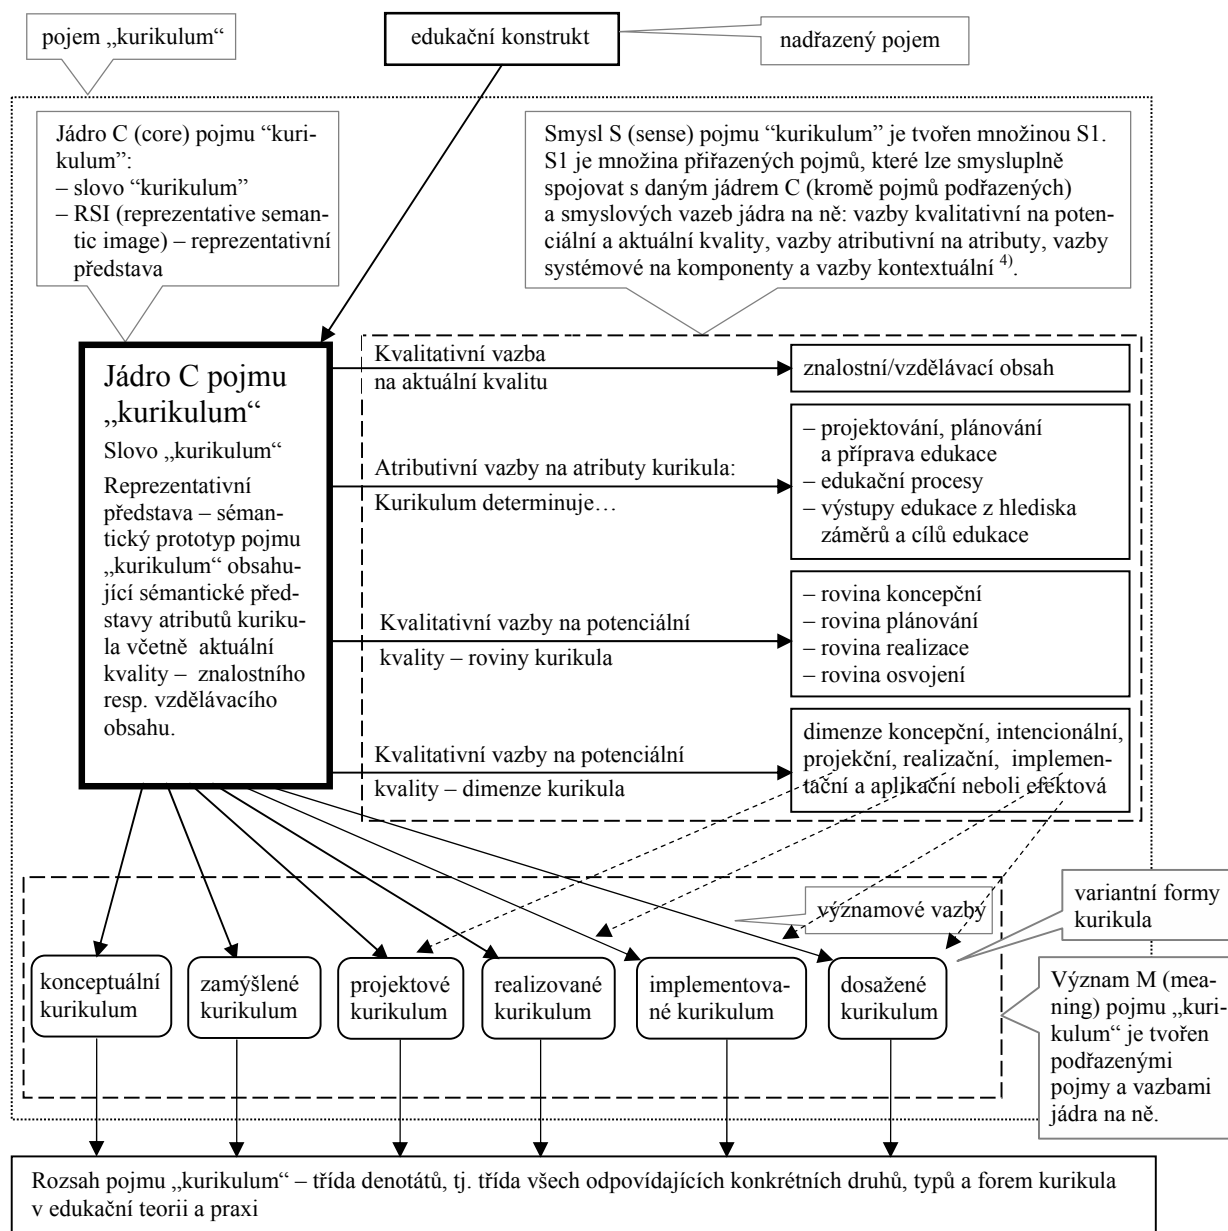 pojem „kurikulum“
edukační konstrukt
nadřazený pojem
Jádro C (core) pojmu “kuri-
kulum”:
– slovo “kurikulum”
– RSI (reprezentative seman-
tic image) – reprezentativní
představa
Smysl S (sense) pojmu “kurikulum” je tvořen množinou S1.
S1 je množina přiřazených pojmů, které lze smysluplně
spojovat s daným jádrem C (kromě pojmů podřazených)
a smyslových vazeb jádra na ně: vazby kvalitativní na poten-
ciální a aktuální kvality, vazby atributivní na atributy, vazby
systémové na komponenty a vazby kontextuální 4).
Jádro C pojmu
„kurikulum“
Slovo „kurikulum“
Reprezentativní
představa – séman-
tický prototyp pojmu
„kurikulum“ obsahu-
jící sémantické před-
stavy atributů kuriku-
la včetně aktuální
kvality – znalostního
resp. vzdělávacího
obsahu.
Kvalitativní vazba
na aktuální kvalitu
znalostní/vzdělávací obsah
Atributivní vazby na atributy kurikula:
Kurikulum determinuje…
– projektování, plánování
a příprava edukace
– edukační procesy
– výstupy edukace z hlediska
záměrů a cílů edukace
Kvalitativní vazby na potenciální
kvality – roviny kurikula
– rovina koncepční
– rovina plánování
– rovina realizace
– rovina osvojení
Kvalitativní vazby na potenciální
kvality – dimenze kurikula
dimenze koncepční, intencionální,
projekční, realizační, implemen-
tační a aplikační neboli efektová
významové vazby
variantní formy
kurikula
konceptuální
kurikulum
zamýšlené
kurikulum
projektové
kurikulum
realizované
kurikulum
implementova-
né kurikulum
dosažené
kurikulum
Význam M (mea-
ning) pojmu „kuri-
kulum“ je tvořen
podřazenými
pojmy a vazbami
jádra na ně.
Rozsah pojmu „kurikulum“ – třída denotátů, tj. třída všech odpovídajících konkrétních druhů, typů a forem kurikula
v edukační teorii a praxi